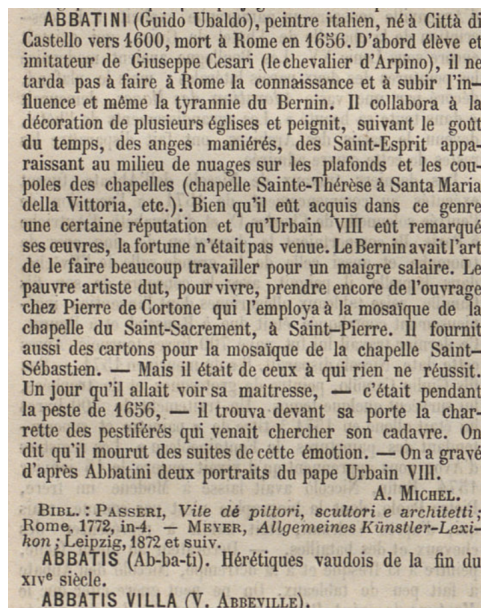 ABBATINI (Guido Ubaldo), peintre italien, né à Città di
Castello vers 1600, mort à Rome en 1656. D'abord élève et
imitateur de Giuseppe Cesari (le chevalier d'Arpino), il ne
tarda pas à faire à Rome la connaissance et à subir l'in-
fluence et même la tyrannie du Bernin. Il collabora à la
décoration de plusieurs églises et peignit, suivant le goût
du temps, des anges maniérés, des Saint-Esprit appa-
raissant au milieu de nuages sur les plafonds et les cou-
poles des chapelles (chapelle Sainte-Thérèse à Santa Maria
della Vittoria, etc.). Bien qu'il eût acquis dans ce genre
une certaine réputation et qu'Urbain VIII eût remarqué
ses œuvres, la fortune n'était pas venue. Le Bernin avait l'art
de le faire beaucoup travailler pour un maigre salaire. Le
pauvre artiste dut, pour vivre, prendre encore de l'ouvrage
chez Pierre de Cortone qui l'employa à la mosaïque de la
chapelle du Saint-Sacrement, à Saint-Pierre. Il fournit
aussi des cartons pour la mosaïque de la chapelle Saint-
Sébastien. — Mais il était de ceux à qui rien ne réussit.
Un jour qu'il allait voir sa maîtresse, — c'était pendant
la peste de 1656, — il trouva devant sa porte la char-
rette des pestiférés qui venait chercher son cadavre. On
dit qu'il mourut des suites de cette émotion. — On a gravé
d'après Abbatini deux portraits du pape Urbain VIII.
A. MICHEL.
BIBL. : PASSERI, Vite dé pittori, scultori e architetti;
Rome, 1772, in-4. — MEYER, Allgemeines Künstler-Lexi-
kon; Leipzig, 1872 et suiv.
ABBATIS (Ab-ba-ti). Hérétiques vaudois de la fin du
XIVe siècle.
ABBATIS VILLA (V. ABBEVILLE).